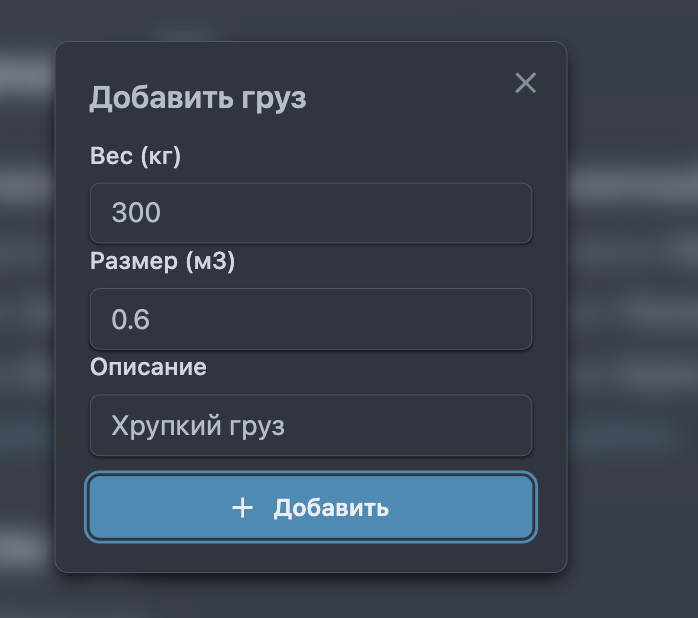 Добавить груз
Вес (кг)
300
Размер (м3)
0.6
Описание
Хрупкий груз
Добавить